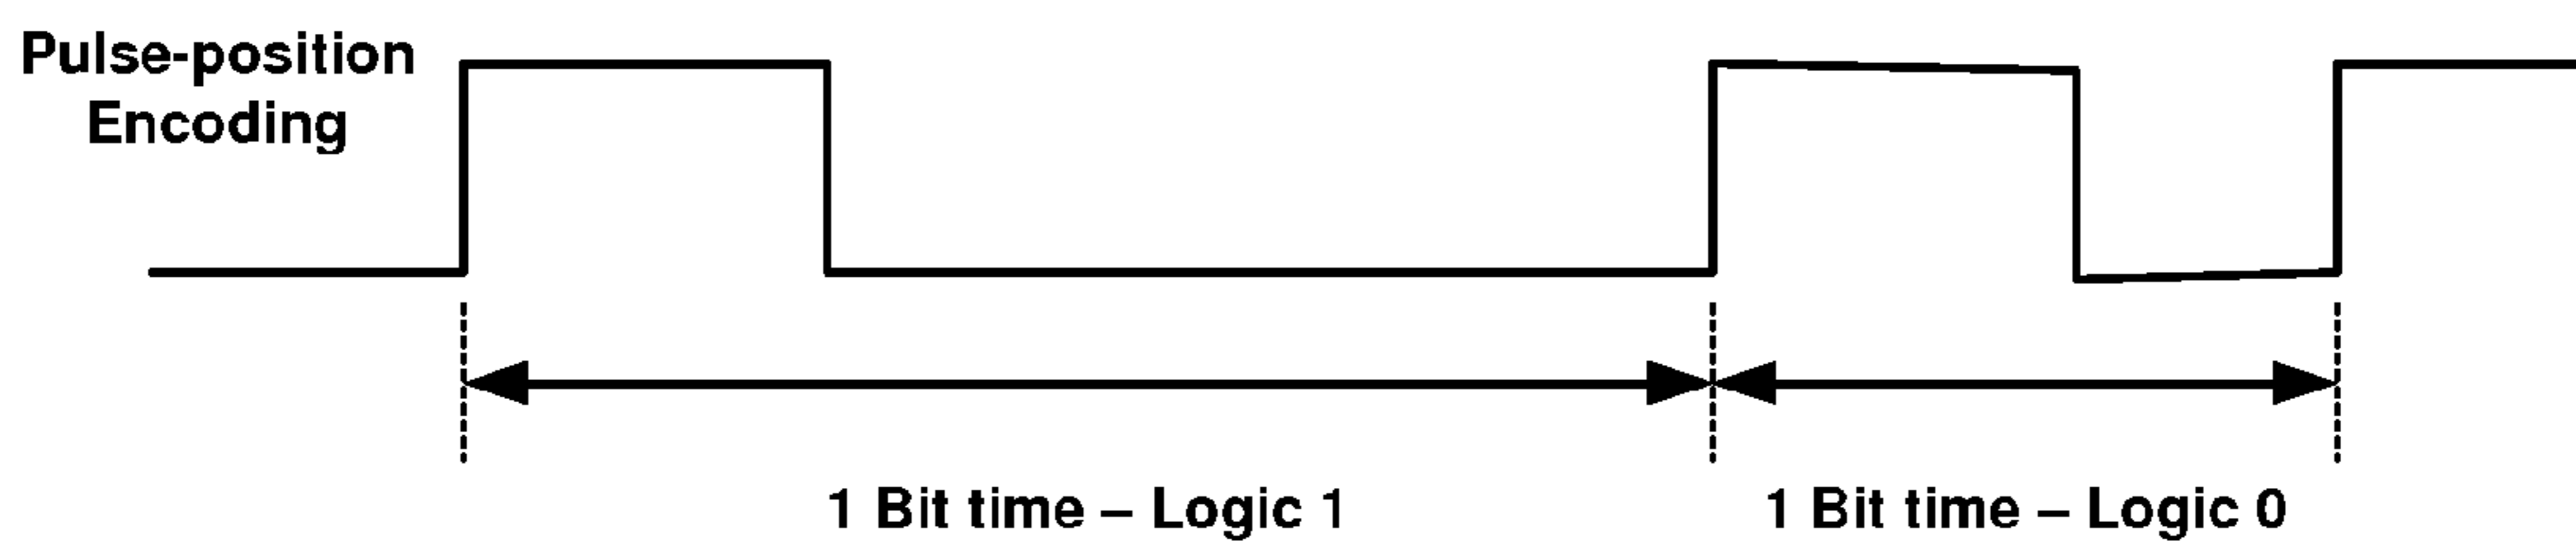 Pulse-position
Encoding
1 Bit time – Logic 1
1 Bit time – Logic 0